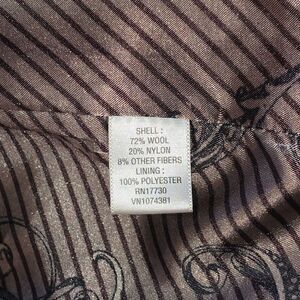 SHELL :
72% WOOL
20% NYLON
8% OTHER FIBERS
LINING :
100% POLYESTER
RN17730
VN1074381